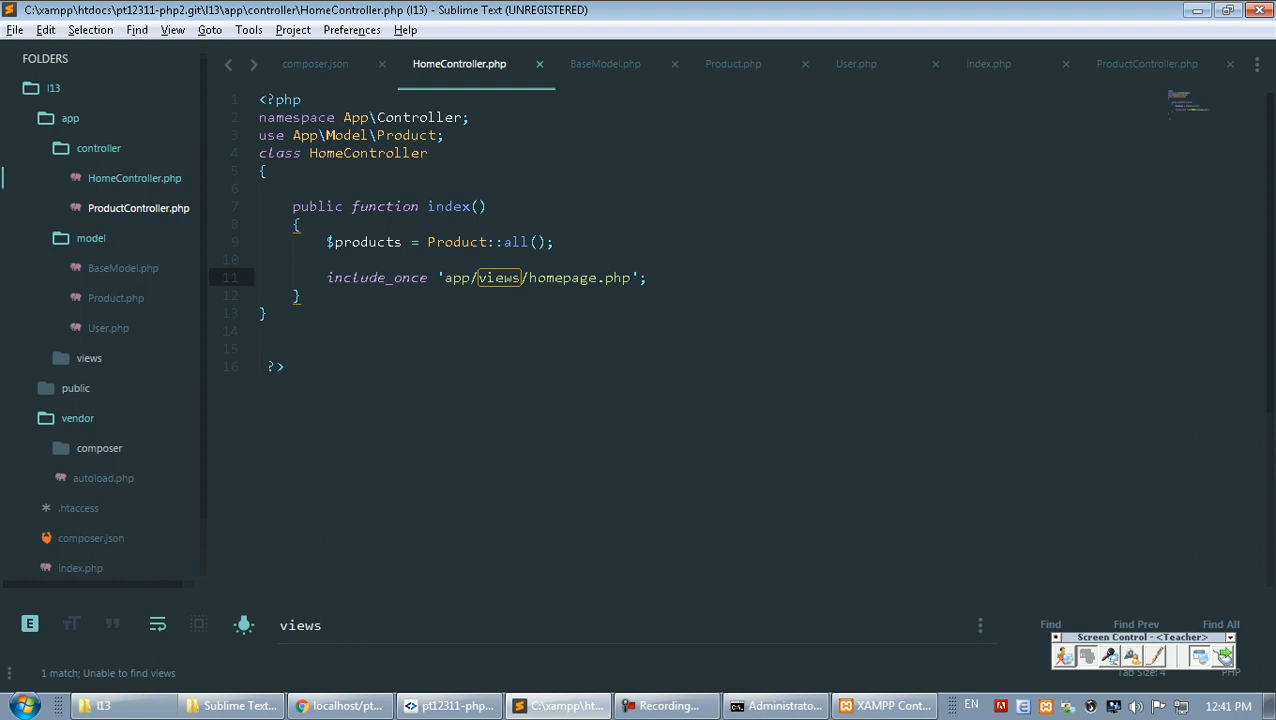 C:\xampp\htdocs\pt12311-php2.git\l13\app\controller\HomeController.php (l13) - Sublime Text (UNREGISTERED)
File Edit Selection Find View Goto Tools Project Preferences Help
FOLDERS
l13
app
controller
HomeController.php
ProductController.php
model
BaseModel.php
Product.php
User.php
views
public
vendor
composer
autoload.php
.htaccess
composer.json
index.php
composer.json HomeController.php BaseModel.php Product.php User.php index.php ProductController.php
1 <?php
2 namespace App\Controller;
3 use App\Model\Product;
4 class HomeController
5 {
6
7 public function index()
8 {
9 $products = Product::all();
10
11 include_once 'app/views/homepage.php';
12 }
13 }
14
15
16 ?>
views
Find Find Prev Find All
Screen Control - <Teacher>
1 match; Unable to find views
Tab Size: 4 PHP
l13 Sublime Text... localhost/pt... pt12311-php... C:\xampp\ht... Recording... Administrato... XAMPP Cont... EN 12:41 PM